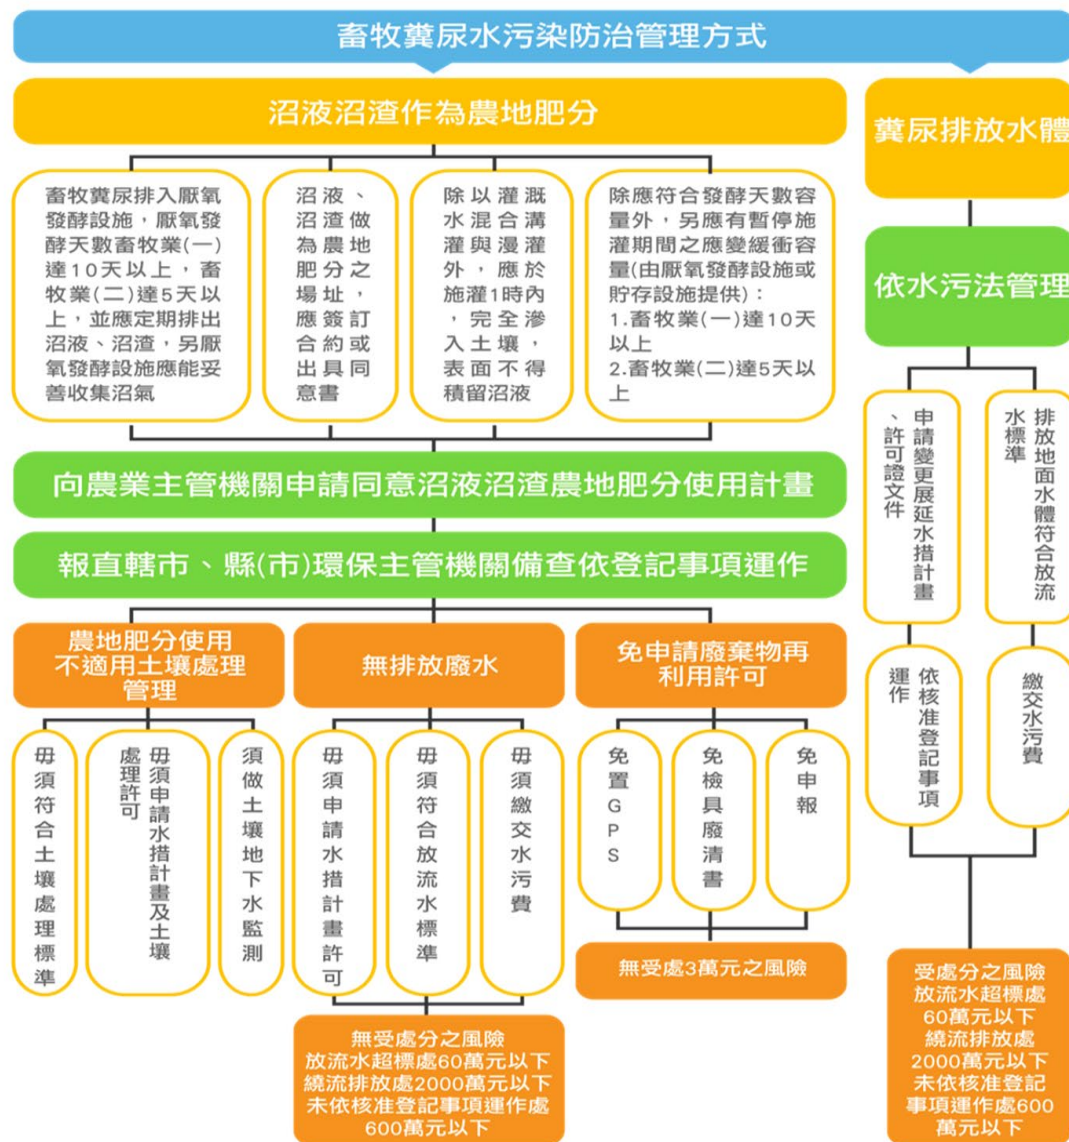 畜牧糞尿水污染防治管理方式
沼液沼渣作為農地肥分
畜牧糞尿排入厭氧
發酵設施，厭氧發
酵天數畜牧業(一)
達10天以上，畜
牧業(二)達5天以
上，並應定期排出
沼液、沼渣，另厭
氧發酵設施應能妥
善收集沼氣
沼液、
沼渣做
為農地
肥分之
場址，
應簽訂
合約或
出具同
意書
除以灌溉
水混合溝
灌與漫灌
外，應於
施灌1時內
，完全滲
入土壤，
表面不得
積留沼液
除應符合發酵天數容
量外，另應有暫停施
灌期間之應變緩衝容
量(由厭氧發酵設施或
貯存設施提供)：
1.畜牧業(一)達10天
以上
2.畜牧業(二)達5天以
上
向農業主管機關申請同意沼液沼渣農地肥分使用計畫
報直轄市、縣(市)環保主管機關備查依登記事項運作
農地肥分使用
不適用土壤處理
管理
毋須符合土壤處理標準
毋須申請水措計畫及土壤
處理許可
須做土壤地下水監測
無排放廢水
毋須申請水措計畫許可
毋須符合放流水標準
毋須繳交水污費
無受處分之風險
放流水超標處60萬元以下
繞流排放處2000萬元以下
未依核准登記事項運作處
600萬元以下
免申請廢棄物再
利用許可
免置GPS
免檢具廢清書
免申報
無受處3萬元之風險
糞尿排放水體
依水污法管理
申請變更展延水措計畫
、許可證文件
依核准登記事項
運作
排放地面水體符合放流
水標準
繳交水污費
受處分之風險
放流水超標處
60萬元以下
繞流排放處
2000萬元以下
未依核准登記
事項運作處600
萬元以下